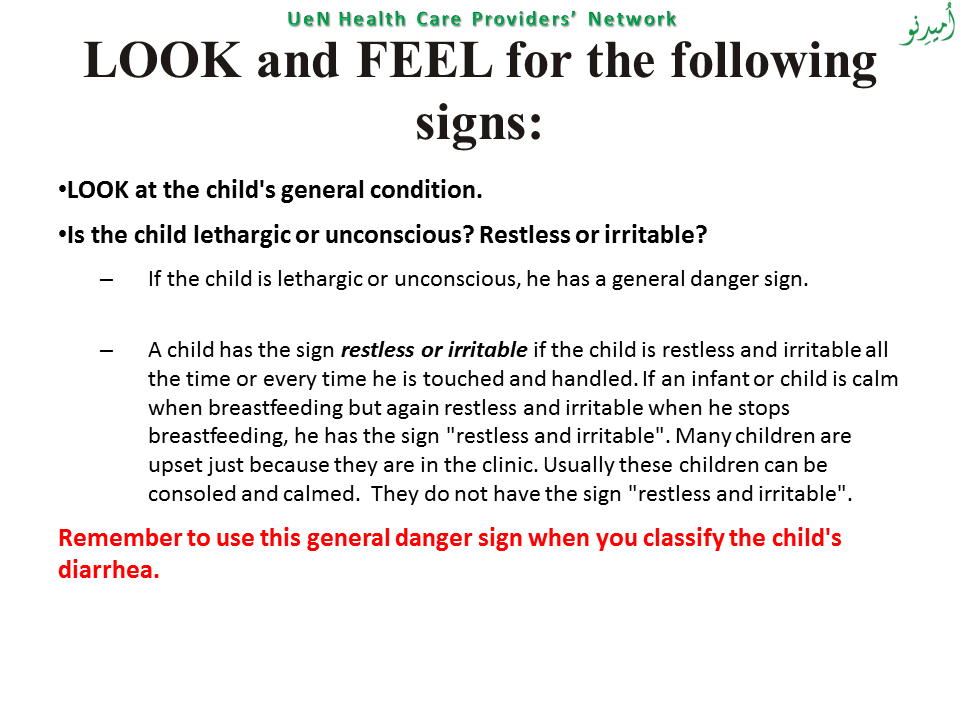 UeN Health Care Providers’ Network
اُمیدِنو
LOOK and FEEL for the following
signs:
•LOOK at the child's general condition.
•Is the child lethargic or unconscious? Restless or irritable?
– If the child is lethargic or unconscious, he has a general danger sign.
– A child has the sign restless or irritable if the child is restless and irritable all
the time or every time he is touched and handled. If an infant or child is calm
when breastfeeding but again restless and irritable when he stops
breastfeeding, he has the sign "restless and irritable". Many children are
upset just because they are in the clinic. Usually these children can be
consoled and calmed.  They do not have the sign "restless and irritable".
Remember to use this general danger sign when you classify the child's
diarrhea.